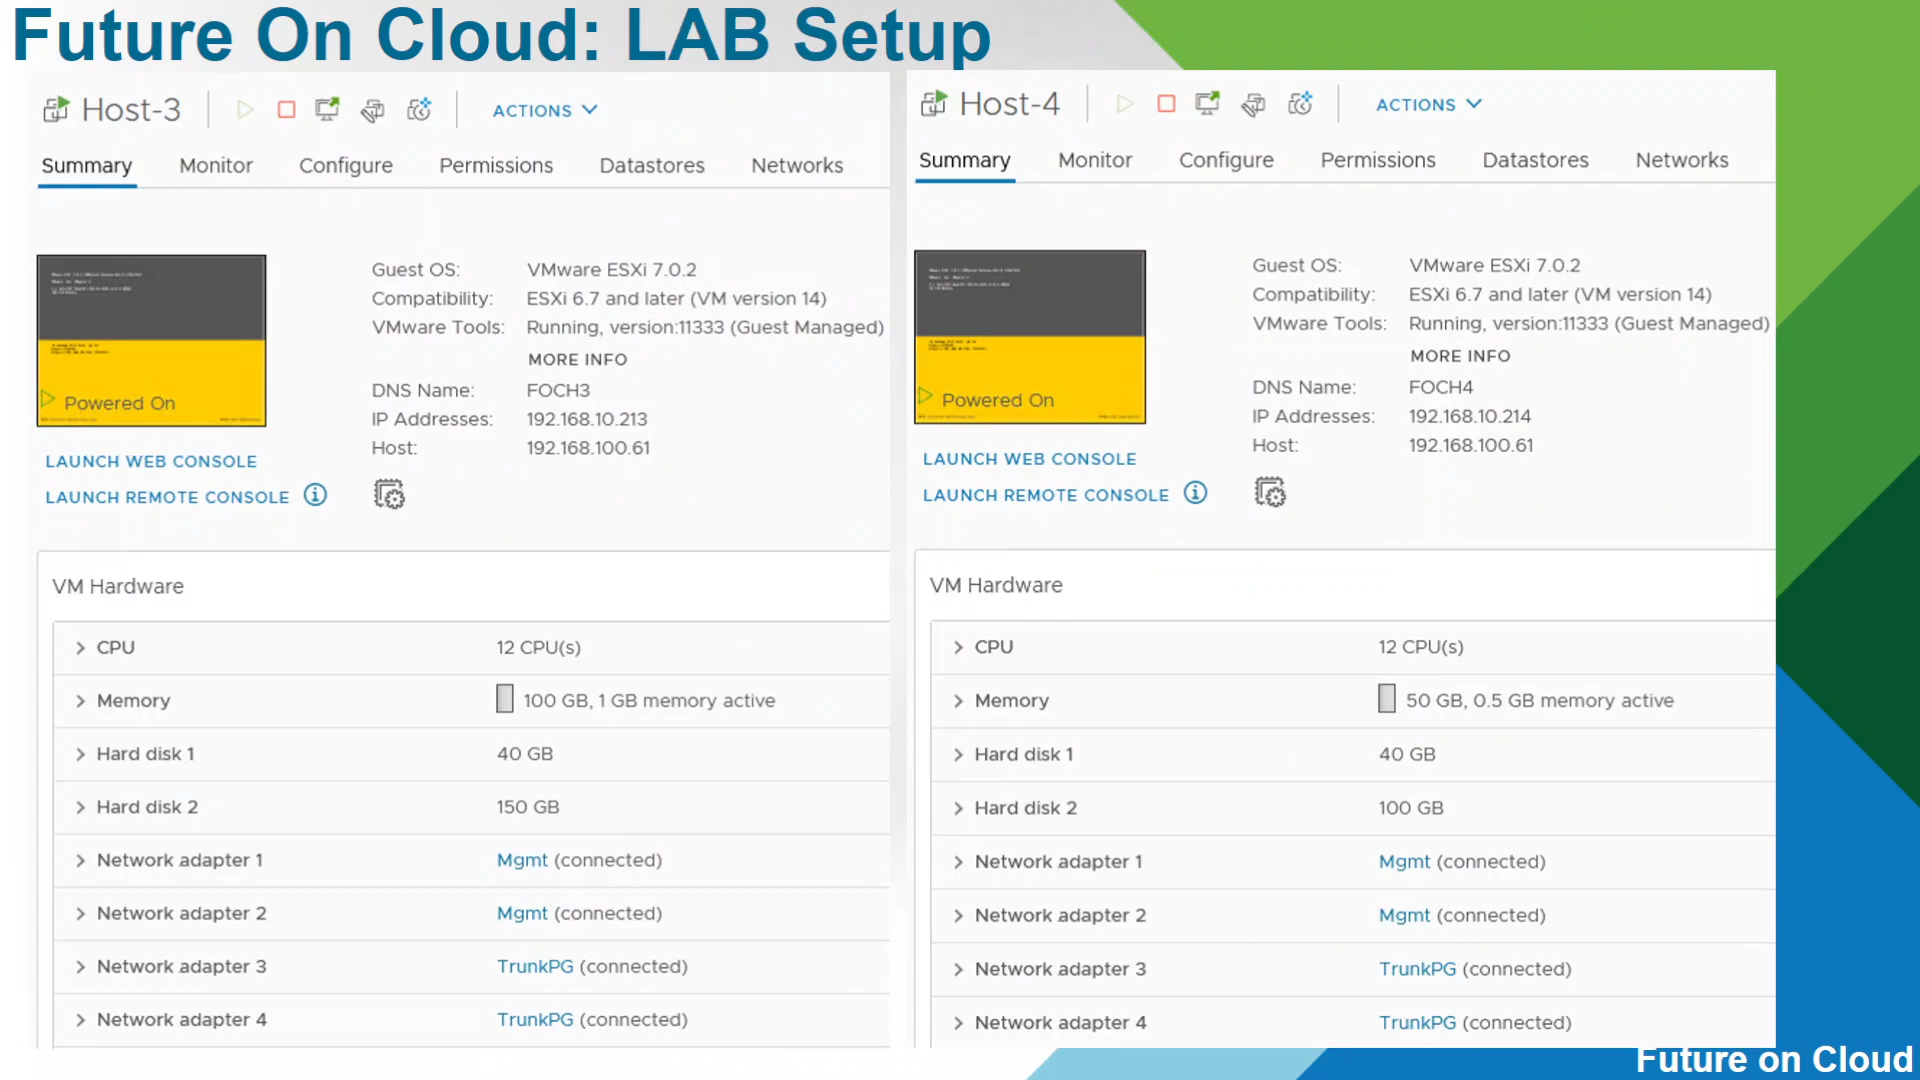 Future On Cloud: LAB Setup
Host-3
ACTIONS
Summary Monitor Configure Permissions Datastores Networks
Powered On
LAUNCH WEB CONSOLE
LAUNCH REMOTE CONSOLE
Guest OS: VMware ESXi 7.0.2
Compatibility: ESXi 6.7 and later (VM version 14)
VMware Tools: Running, version:11333 (Guest Managed)
MORE INFO
DNS Name: FOCH3
IP Addresses: 192.168.10.213
Host: 192.168.100.61
VM Hardware
CPU 12 CPU(s)
Memory 100 GB, 1 GB memory active
Hard disk 1 40 GB
Hard disk 2 150 GB
Network adapter 1 Mgmt (connected)
Network adapter 2 Mgmt (connected)
Network adapter 3 TrunkPG (connected)
Network adapter 4 TrunkPG (connected)
Host-4
ACTIONS
Summary Monitor Configure Permissions Datastores Networks
Powered On
LAUNCH WEB CONSOLE
LAUNCH REMOTE CONSOLE
Guest OS: VMware ESXi 7.0.2
Compatibility: ESXi 6.7 and later (VM version 14)
VMware Tools: Running, version:11333 (Guest Managed)
MORE INFO
DNS Name: FOCH4
IP Addresses: 192.168.10.214
Host: 192.168.100.61
VM Hardware
CPU 12 CPU(s)
Memory 50 GB, 0.5 GB memory active
Hard disk 1 40 GB
Hard disk 2 100 GB
Network adapter 1 Mgmt (connected)
Network adapter 2 Mgmt (connected)
Network adapter 3 TrunkPG (connected)
Network adapter 4 TrunkPG (connected)
Future on Cloud